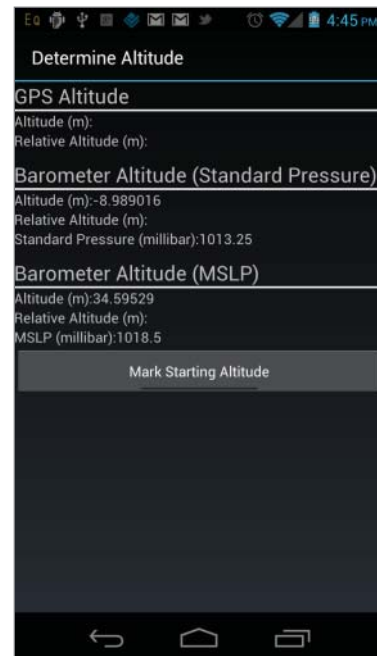 4:45 PM
Determine Altitude
GPS Altitude
Altitude (m):
Relative Altitude (m):
Barometer Altitude (Standard Pressure)
Altitude (m):-8.989016
Relative Altitude (m):
Standard Pressure (millibar):1013.25
Barometer Altitude (MSLP)
Altitude (m):34.59529
Relative Altitude (m):
MSLP (millibar):1018.5
Mark Starting Altitude